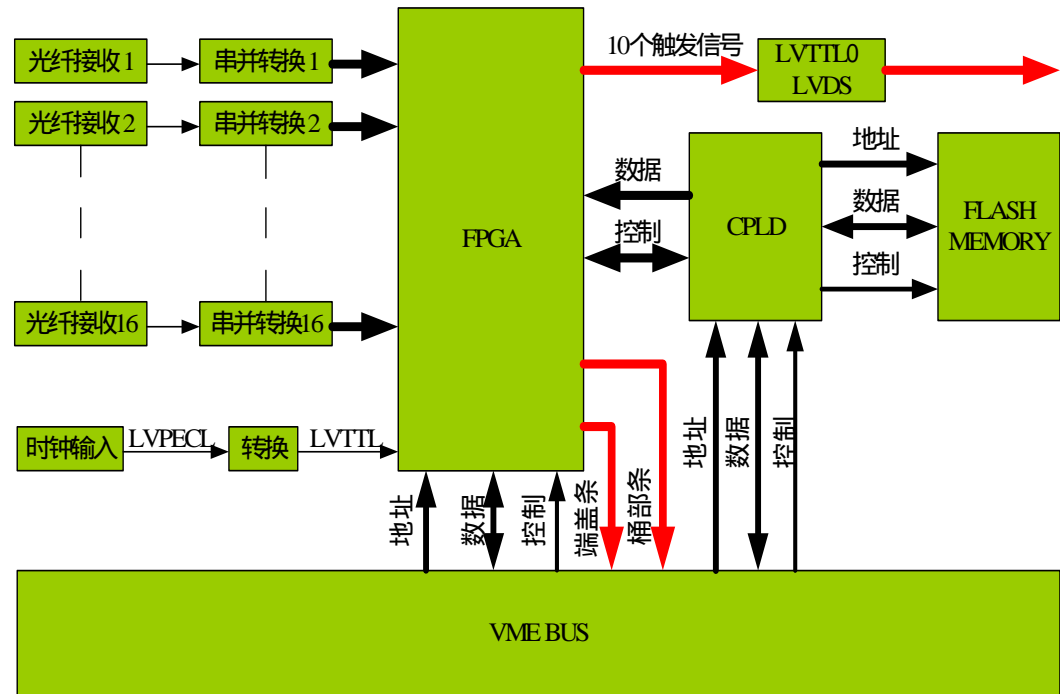 光纤接收1
串并转换1
10个触发信号
LVTTL0
LVDS
光纤接收2
串并转换2
地址
数据
数据
FPGA
控制
CPLD
FLASH
MEMORY
控制
光纤接收16
串并转换16
时钟输入
LVPECL
转换
LVTTL
地址
数据
控制
端盖条
桶部条
地址
数据
控制
VME BUS